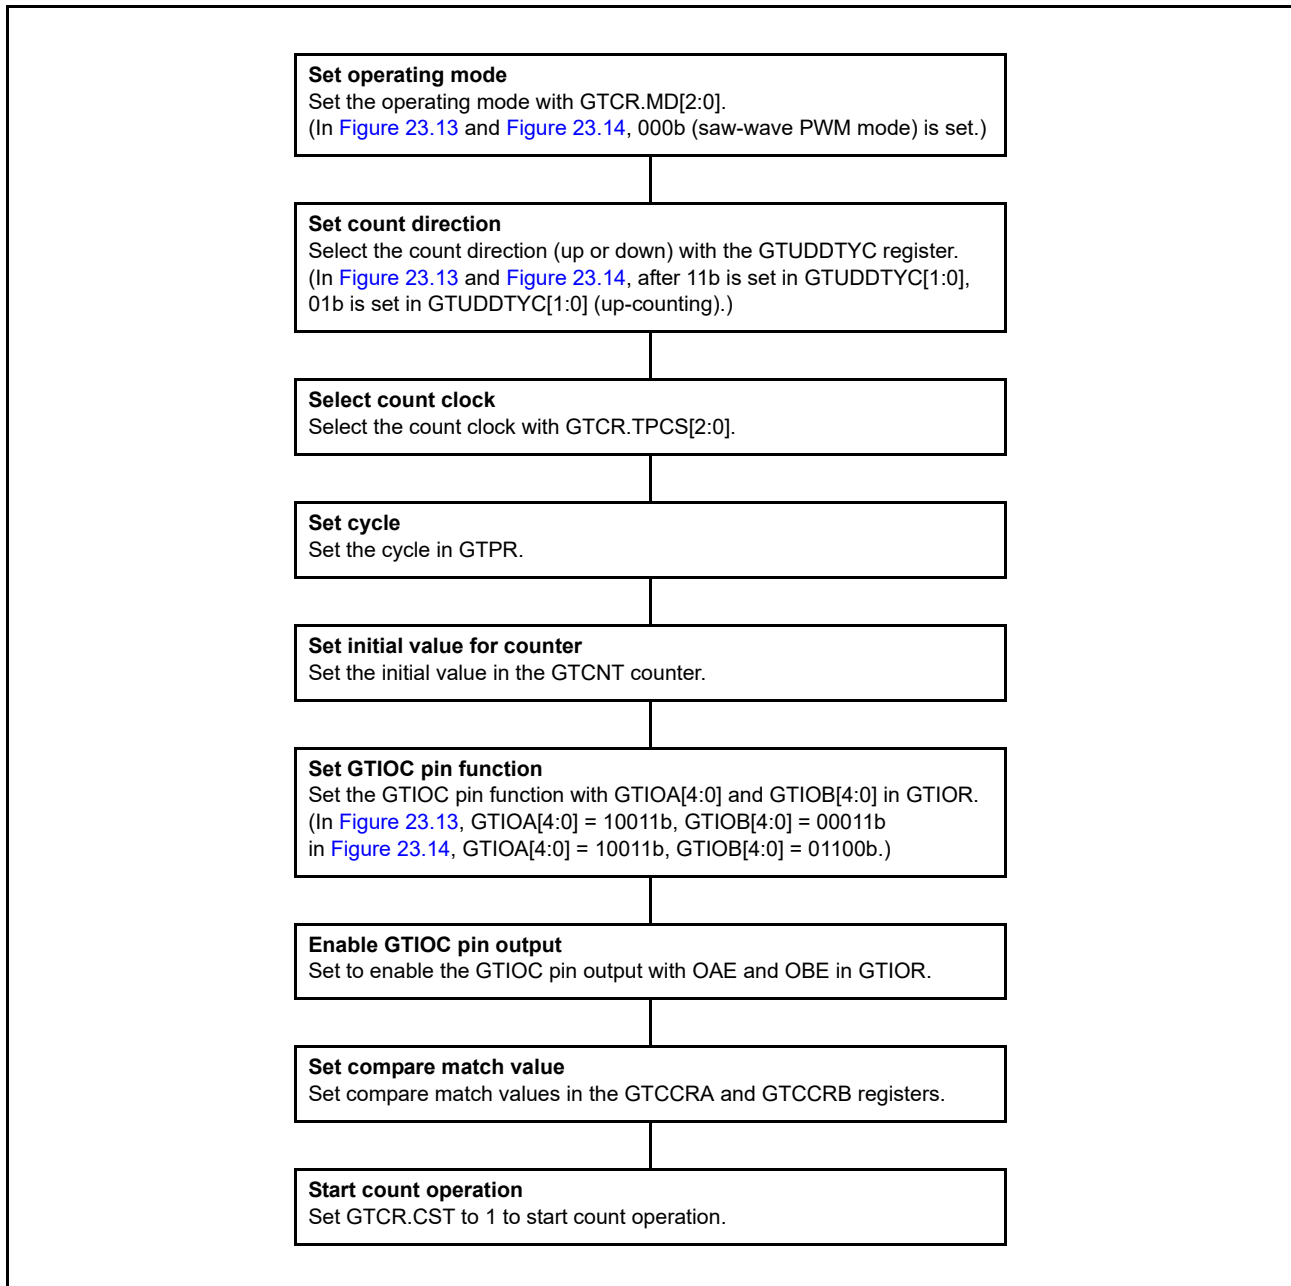 Set operating mode
Set the operating mode with GTCR.MD[2:0].
(In Figure 23.13 and Figure 23.14, 000b (saw-wave PWM mode) is set.)
Set count direction
Select the count direction (up or down) with the GTUDDTYC register.
(In Figure 23.13 and Figure 23.14, after 11b is set in GTUDDTYC[1:0],
01b is set in GTUDDTYC[1:0] (up-counting).)
Select count clock
Select the count clock with GTCR.TPCS[2:0].
Set cycle
Set the cycle in GTPR.
Set initial value for counter
Set the initial value in the GTCNT counter.
Set GTIOC pin function
Set the GTIOC pin function with GTIOA[4:0] and GTIOB[4:0] in GTIOR.
(In Figure 23.13, GTIOA[4:0] = 10011b, GTIOB[4:0] = 00011b
in Figure 23.14, GTIOA[4:0] = 10011b, GTIOB[4:0] = 01100b.)
Enable GTIOC pin output
Set to enable the GTIOC pin output with OAE and OBE in GTIOR.
Set compare match value
Set compare match values in the GTCCRA and GTCCRB registers.
Start count operation
Set GTCR.CST to 1 to start count operation.